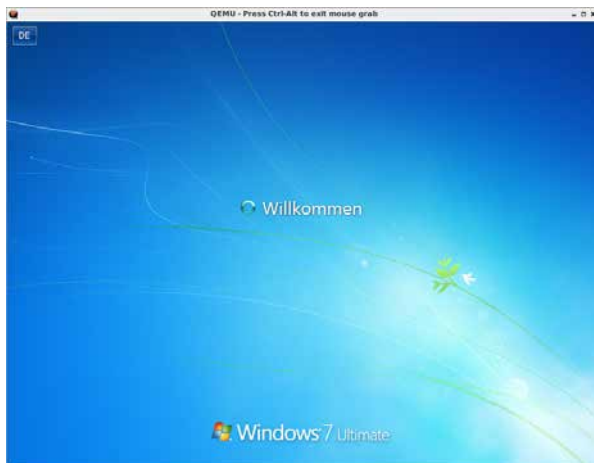 QEMU - Press Ctrl-Alt to exit mouse grab
DE
Willkommen
Windows 7 Ultimate